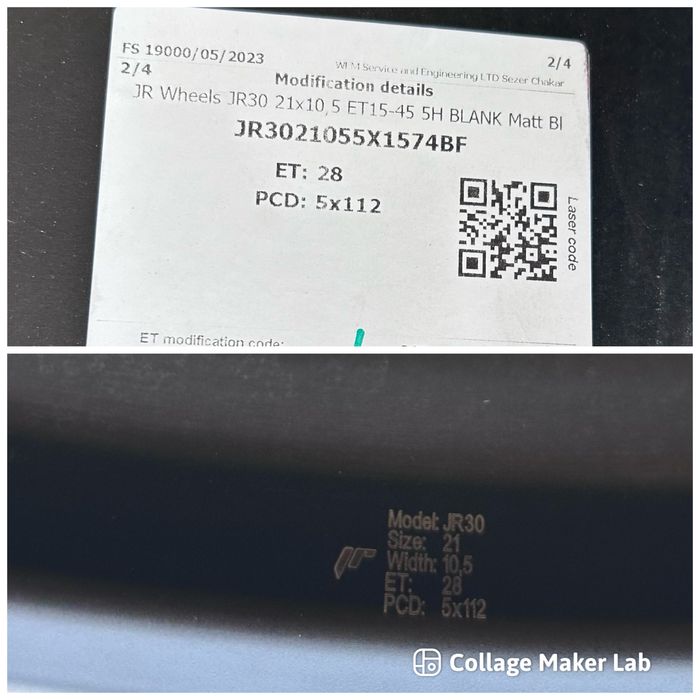 FS 19000/05/2023
WFM Service and Engineering LTD Sezer Chakar
2/4
2/4
Modification details
JR Wheels JR30 21x10,5 ET15-45 5H BLANK Matt Bl
JR3021055X1574BF
ET: 28
PCD: 5x112
Laser code
ET modification code:
Model: JR30
Size: 21
Width: 10,5
ET: 28
PCD: 5x112
Collage Maker Lab